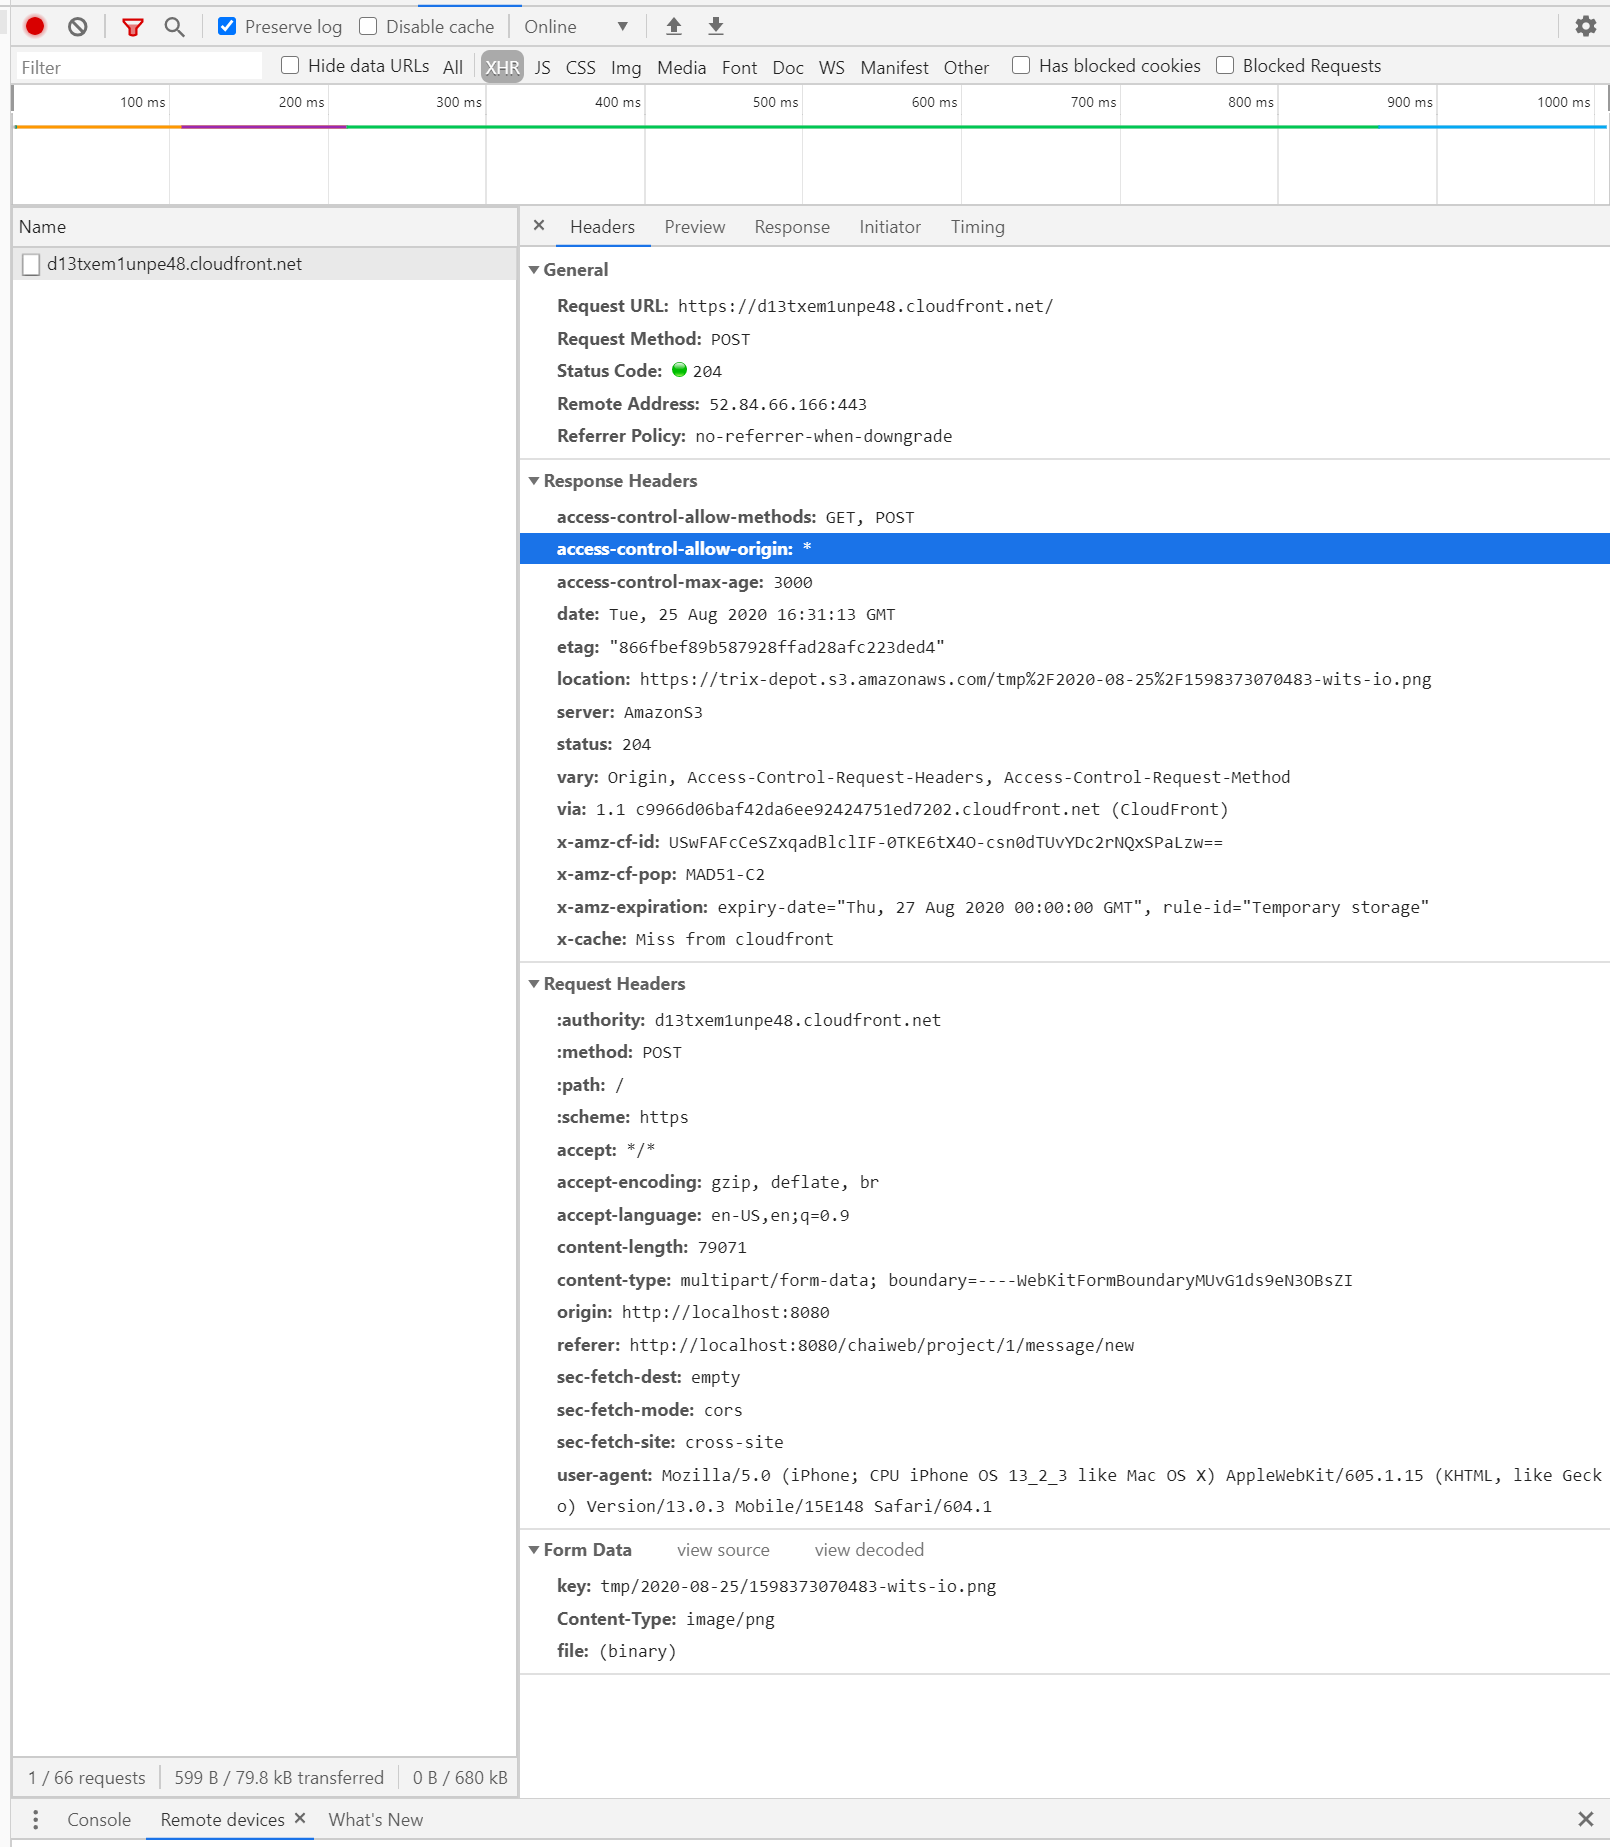 Preserve log Disable cache Online
Filter Hide data URLs All XHR JS CSS Img Media Font Doc WS Manifest Other Has blocked cookies Blocked Requests
100 ms 200 ms 300 ms 400 ms 500 ms 600 ms 700 ms 800 ms 900 ms 1000 ms
Name
d13txem1unpe48.cloudfront.net
Headers Preview Response Initiator Timing
General
Request URL: https://d13txem1unpe48.cloudfront.net/
Request Method: POST
Status Code: 204
Remote Address: 52.84.66.166:443
Referrer Policy: no-referrer-when-downgrade
Response Headers
access-control-allow-methods: GET, POST
access-control-allow-origin: *
access-control-max-age: 3000
date: Tue, 25 Aug 2020 16:31:13 GMT
etag: "866fbef89b587928ffad28afc223ded4"
location: https://trix-depot.s3.amazonaws.com/tmp%2F2020-08-25%2F1598373070483-wits-io.png
server: AmazonS3
status: 204
vary: Origin, Access-Control-Request-Headers, Access-Control-Request-Method
via: 1.1 c9966d06baf42da6ee92424751ed7202.cloudfront.net (CloudFront)
x-amz-cf-id: USwFAFcCeSZxqadBlclIF-0TKE6tX4O-csn0dTUvYDc2rNQxSPaLzw==
x-amz-cf-pop: MAD51-C2
x-amz-expiration: expiry-date="Thu, 27 Aug 2020 00:00:00 GMT", rule-id="Temporary storage"
x-cache: Miss from cloudfront
Request Headers
:authority: d13txem1unpe48.cloudfront.net
:method: POST
:path: /
:scheme: https
accept: */*
accept-encoding: gzip, deflate, br
accept-language: en-US,en;q=0.9
content-length: 79071
content-type: multipart/form-data; boundary=----WebKitFormBoundaryMUvG1ds9eN3OBsZI
origin: http://localhost:8080
referer: http://localhost:8080/chaiweb/project/1/message/new
sec-fetch-dest: empty
sec-fetch-mode: cors
sec-fetch-site: cross-site
user-agent: Mozilla/5.0 (iPhone; CPU iPhone OS 13_2_3 like Mac OS X) AppleWebKit/605.1.15 (KHTML, like Geck
o) Version/13.0.3 Mobile/15E148 Safari/604.1
Form Data view source view decoded
key: tmp/2020-08-25/1598373070483-wits-io.png
Content-Type: image/png
file: (binary)
1 / 66 requests 599 B / 79.8 kB transferred 0 B / 680 kB
Console Remote devices What's New